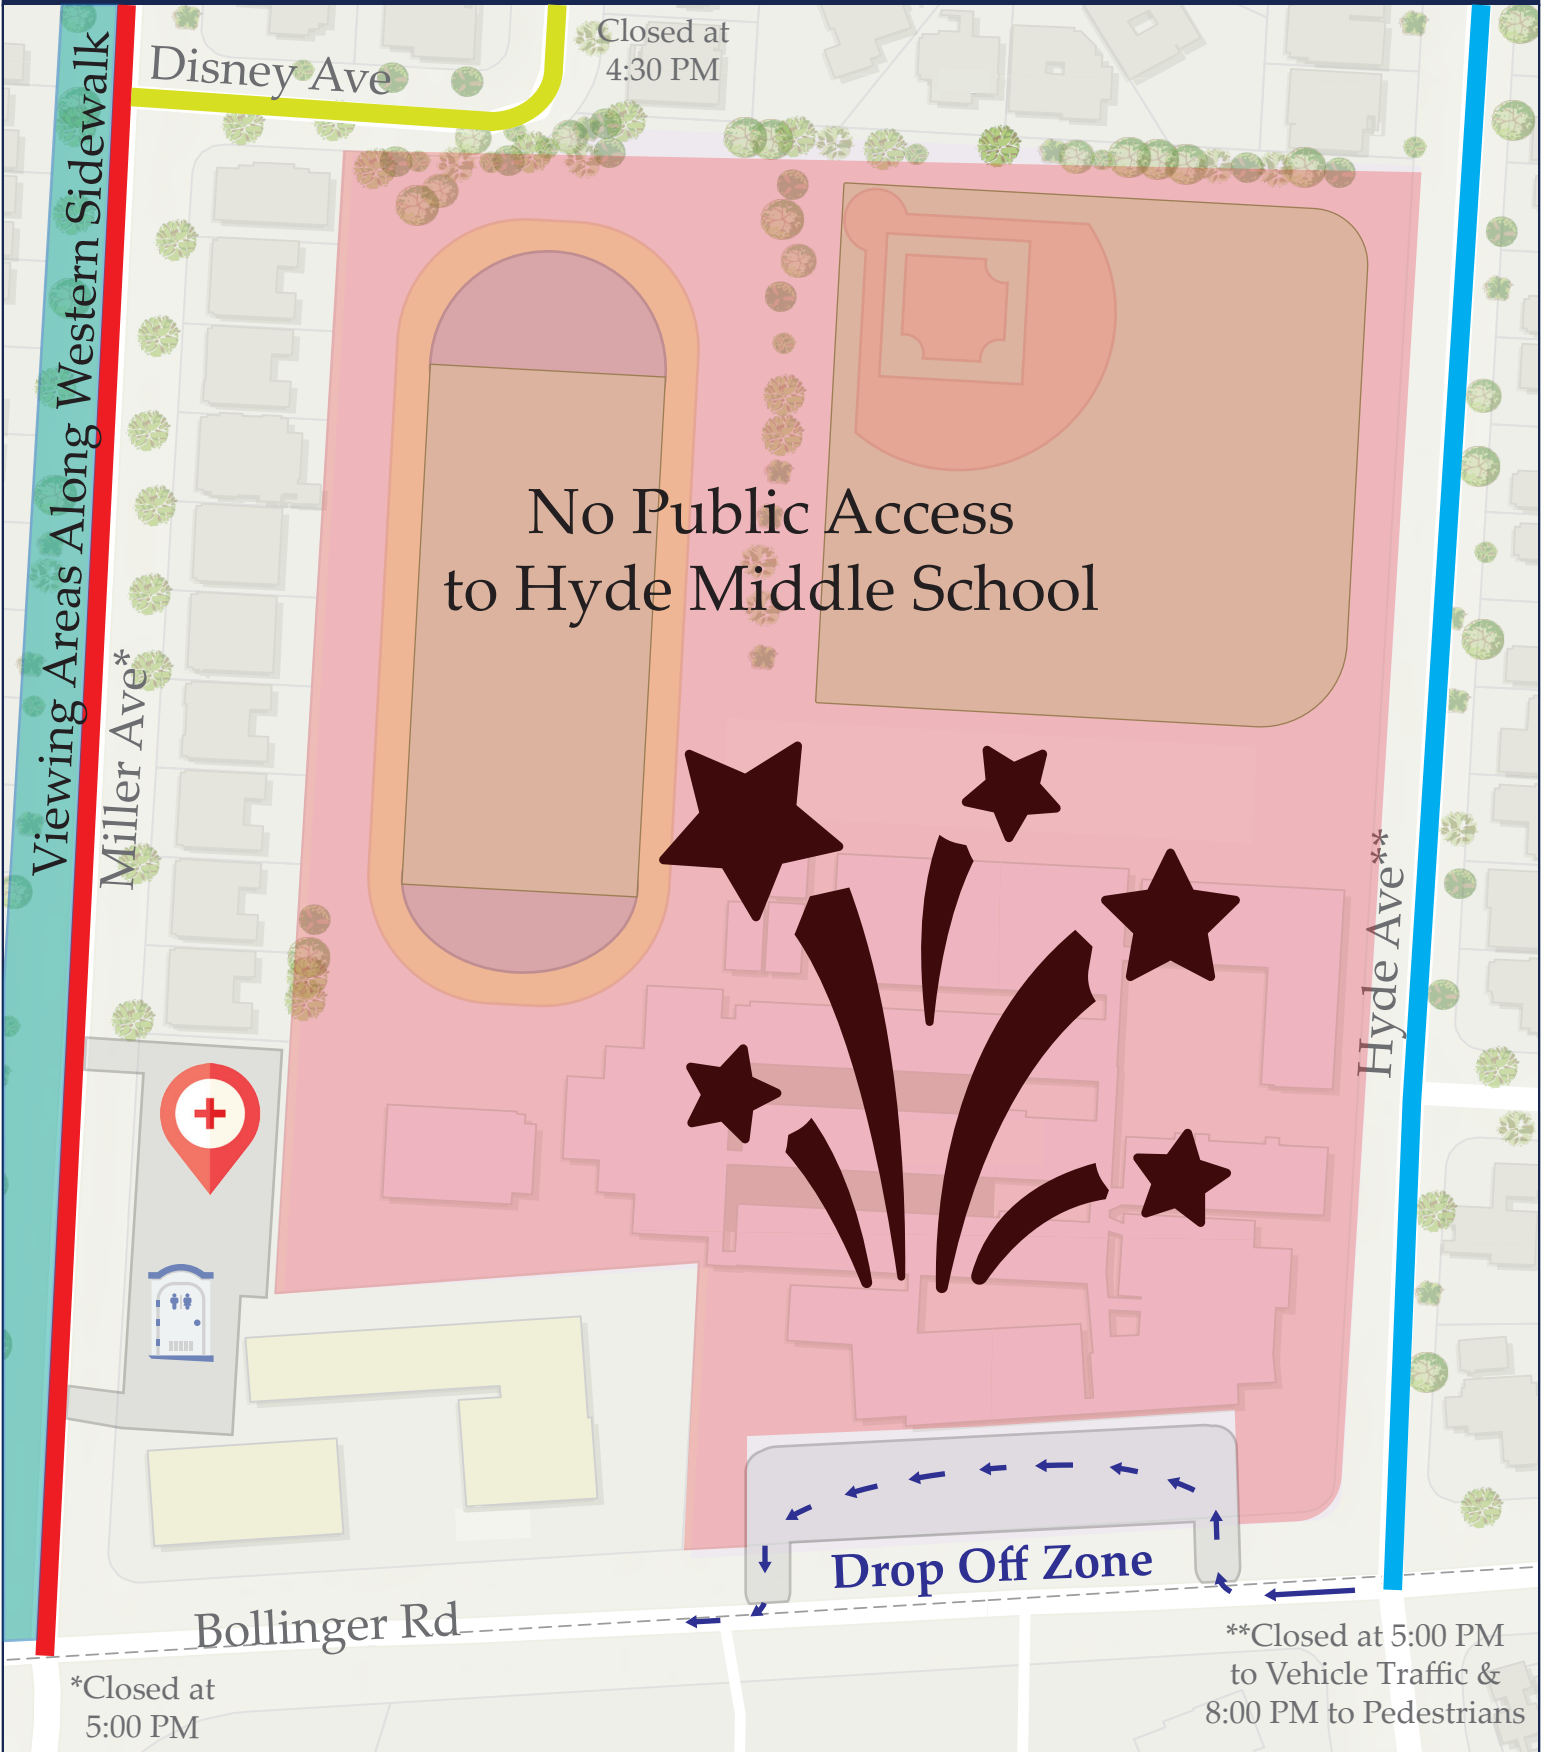 Closed at
4:30 PM
Disney Ave
Viewing Areas Along Western Sidewalk
No Public Access
to Hyde Middle School
Miller Ave*
Hyde Ave**
Drop Off Zone
Bollinger Rd
*Closed at
5:00 PM
**Closed at 5:00 PM
to Vehicle Traffic &
8:00 PM to Pedestrians